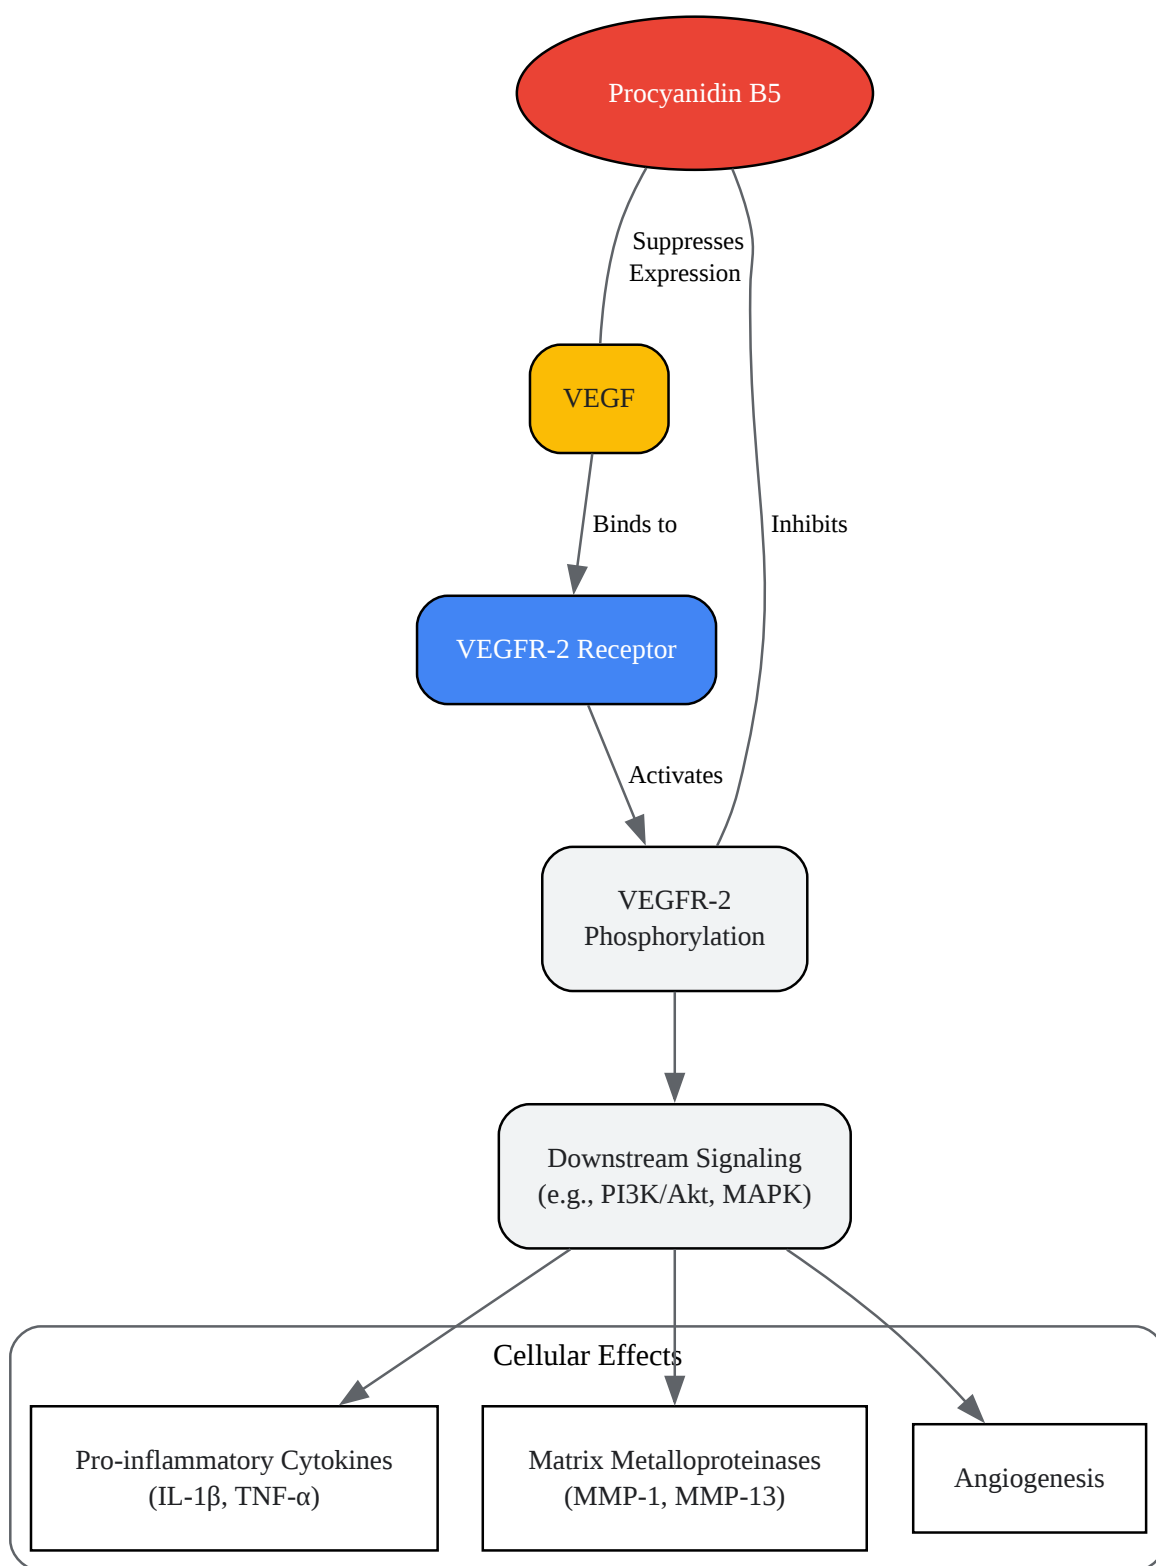 Procyanidin B5
Suppresses
Expression
VEGF
Binds to
Inhibits
VEGFR-2 Receptor
Activates
VEGFR-2
Phosphorylation
Downstream Signaling
(e.g., PI3K/Akt, MAPK)
Cellular Effects
Pro-inflammatory Cytokines
(IL-1β, TNF-α)
Matrix Metalloproteinases
(MMP-1, MMP-13)
Angiogenesis